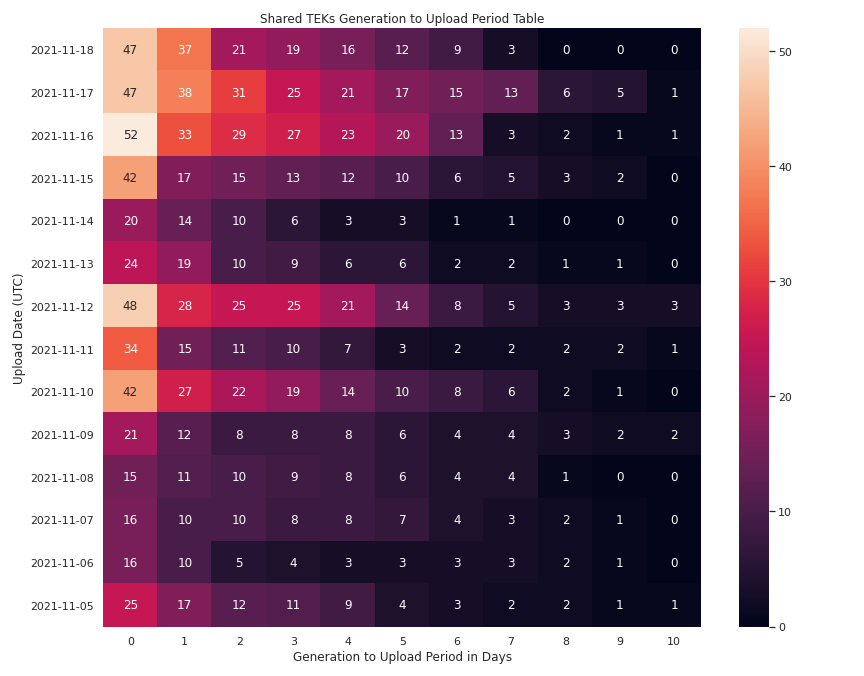 Shared TEKs Generation to Upload Period Table
Upload Date (UTC)
2021-11-18 47 37 21 19 16 12 9 3 0 0 0
2021-11-17 47 38 31 25 21 17 15 13 6 5 1
2021-11-16 52 33 29 27 23 20 13 3 2 1 1
2021-11-15 42 17 15 13 12 10 6 5 3 2 0
2021-11-14 20 14 10 6 3 3 1 1 0 0 0
2021-11-13 24 19 10 9 6 6 2 2 1 1 0
2021-11-12 48 28 25 25 21 14 8 5 3 3 3
2021-11-11 34 15 11 10 7 3 2 2 2 2 1
2021-11-10 42 27 22 19 14 10 8 6 2 1 0
2021-11-09 21 12 8 8 8 6 4 4 3 2 2
2021-11-08 15 11 10 9 8 6 4 4 1 0 0
2021-11-07 16 10 10 8 8 7 4 3 2 1 0
2021-11-06 16 10 5 4 3 3 3 3 2 1 0
2021-11-05 25 17 12 11 9 4 3 2 2 1 1
0 1 2 3 4 5 6 7 8 9 10
Generation to Upload Period in Days
50
40
30
20
10
0